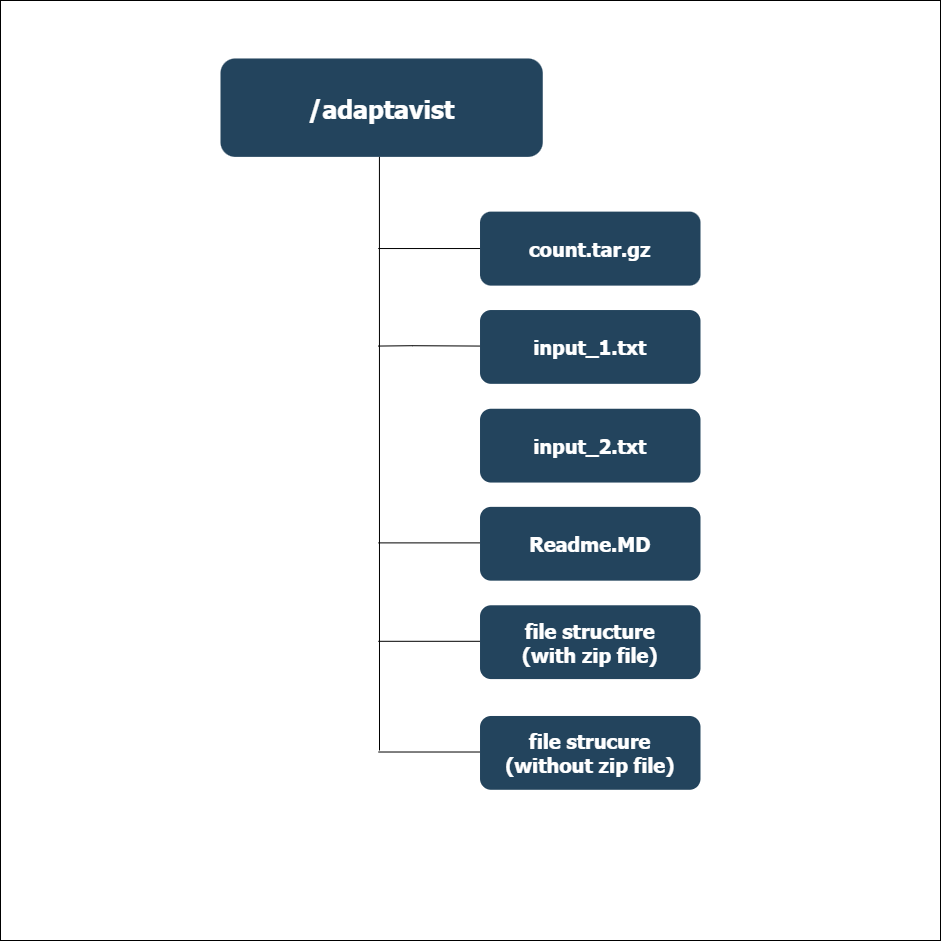 /adaptavist
count.tar.gz
input_1.txt
input_2.txt
Readme.MD
file structure
(with zip file)
file strucure
(without zip file)